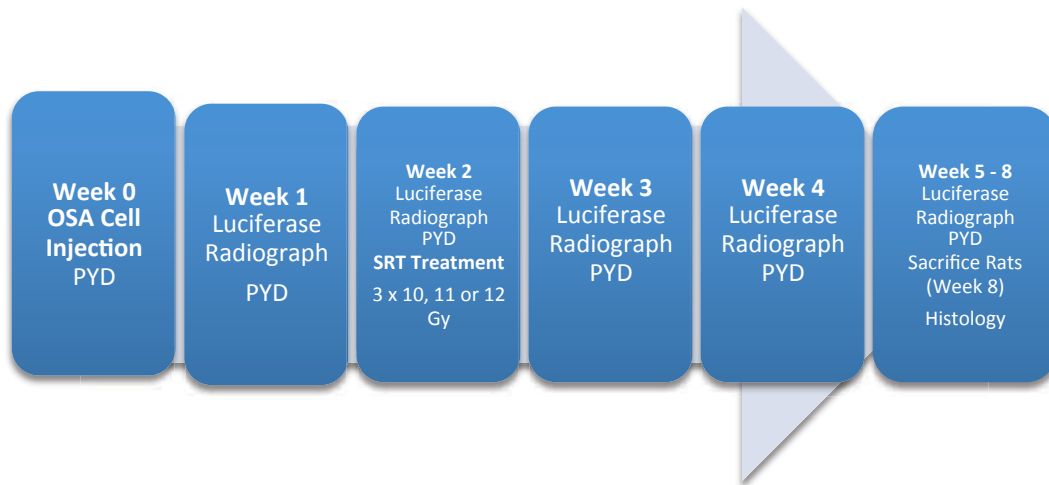 Week 0
OSA Cell
Injection
PYD
Week 1
Luciferase
Radiograph
PYD
Week 2
Luciferase
Radiograph
PYD
SRT Treatment
3 x 10, 11 or 12
Gy
Week 3
Luciferase
Radiograph
PYD
Week 4
Luciferase
Radiograph
PYD
Week 5 - 8
Luciferase
Radiograph
PYD
Sacrifice Rats
(Week 8)
Histology